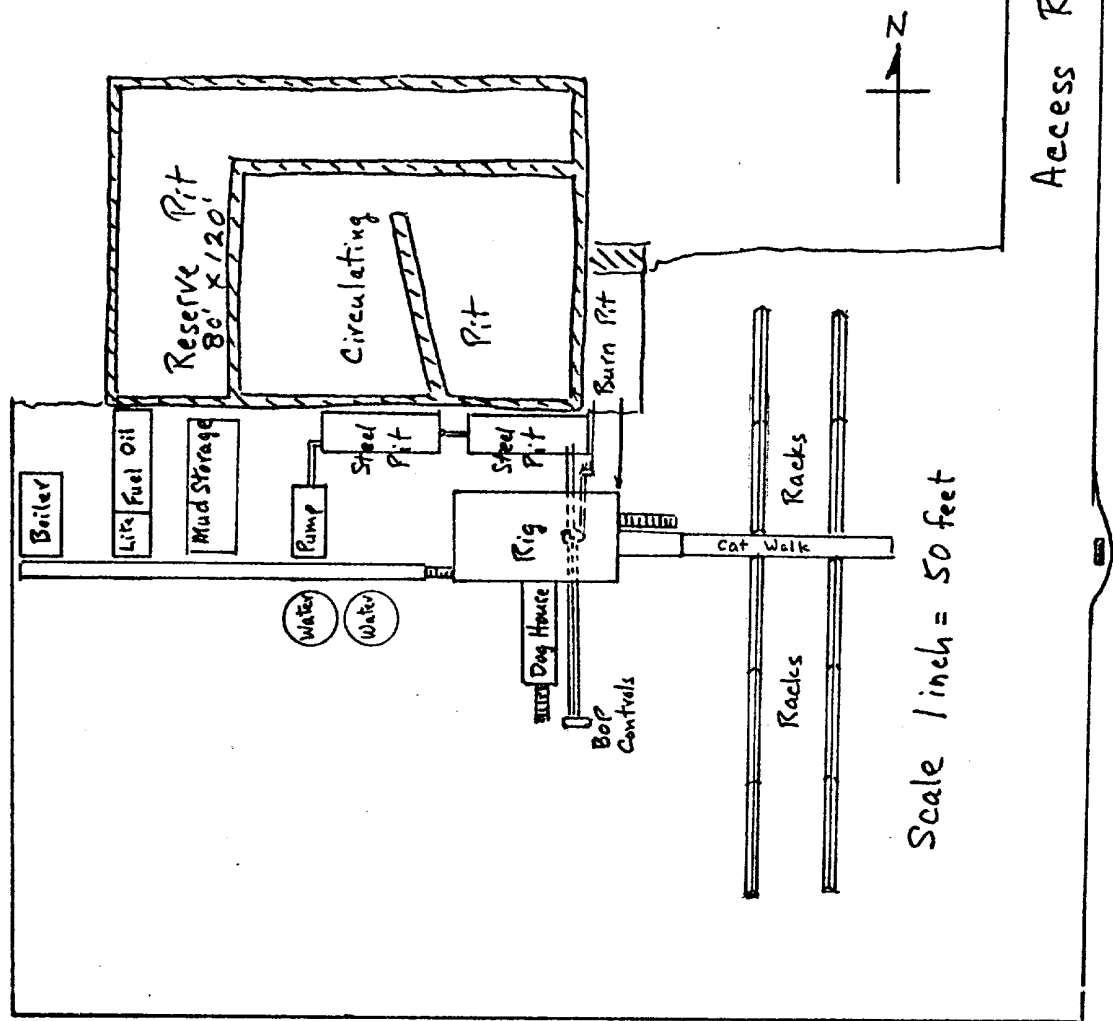 Reserve Pit
80' x 120'
Circulating
Pit
Burn Pit
Boiler
Lite
Fuel Oil
Mud Storage
Steel
Pit
Steel
Pit
Pump
Water
Water
Rig
Dog House
BOP
Controls
Cat Walk
Racks
Racks
N
Scale 1 inch = 50 feet
Access R